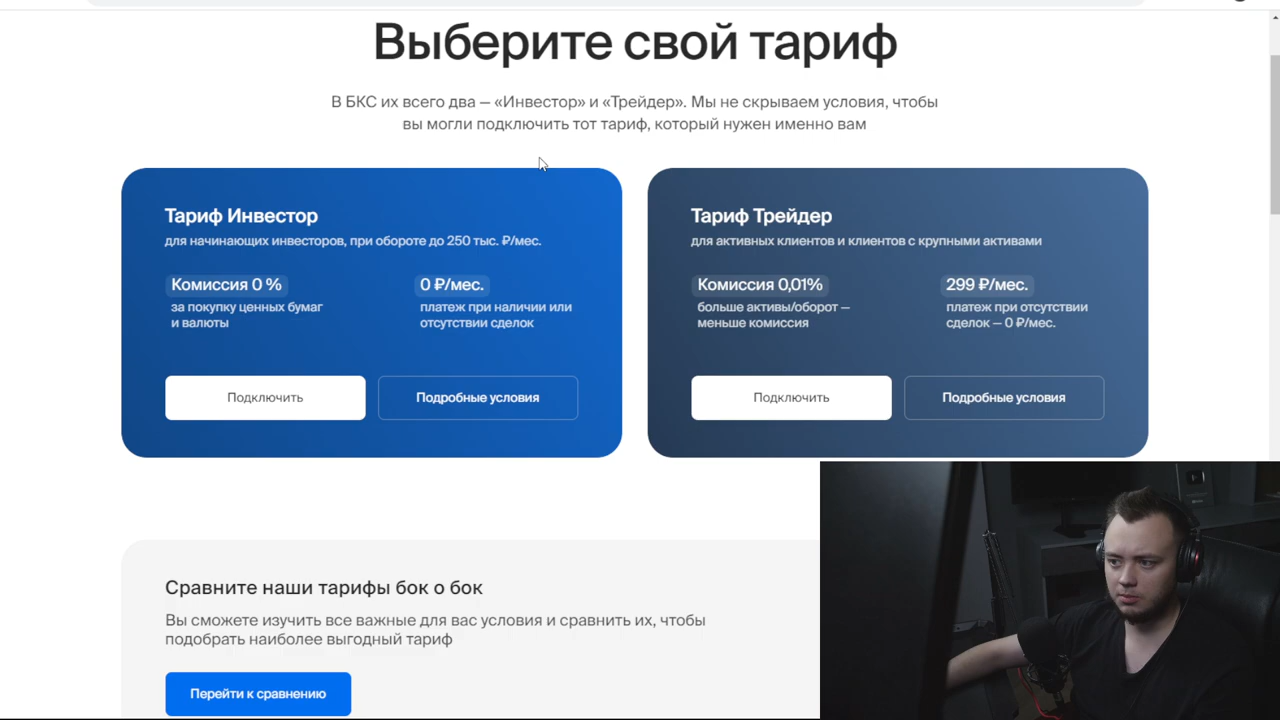 Выберите свой тариф
В БКС их всего два — «Инвестор» и «Трейдер». Мы не скрываем условия, чтобы
вы могли подключить тот тариф, который нужен именно вам
Тариф Инвестор
для начинающих инвесторов, при обороте до 250 тыс. ₽/мес.
Комиссия 0 %
за покупку ценных бумаг
и валюты
0 ₽/мес.
платеж при наличии или
отсутствии сделок
Подключить
Подробные условия
Тариф Трейдер
для активных клиентов и клиентов с крупными активами
Комиссия 0,01%
больше активы/оборот —
меньше комиссия
299 ₽/мес.
платеж при отсутствии
сделок — 0 ₽/мес.
Подключить
Подробные условия
Сравните наши тарифы бок о бок
Вы сможете изучить все важные для вас условия и сравнить их, чтобы
подобрать наиболее выгодный тариф
Перейти к сравнению